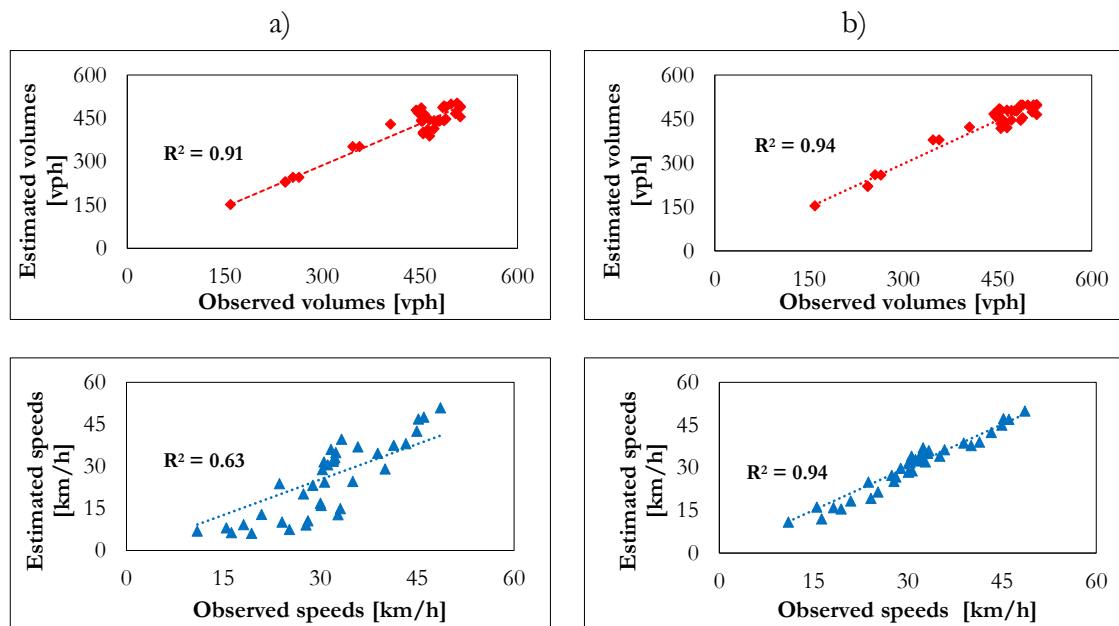 a)
b)
Estimated volumes
[vph]
600
450
300
150
0
R² = 0.91
0
150
300
450
600
Observed volumes [vph]
Estimated volumes
[vph]
600
450
300
150
0
R² = 0.94
0
150
300
450
600
Observed volumes [vph]
Estimated speeds
[km/h]
60
45
30
15
0
R² = 0.63
0
15
30
45
60
Observed speeds [km/h]
Estimated speeds
[km/h]
60
45
30
15
0
R² = 0.94
0
15
30
45
60
Observed speeds [km/h]